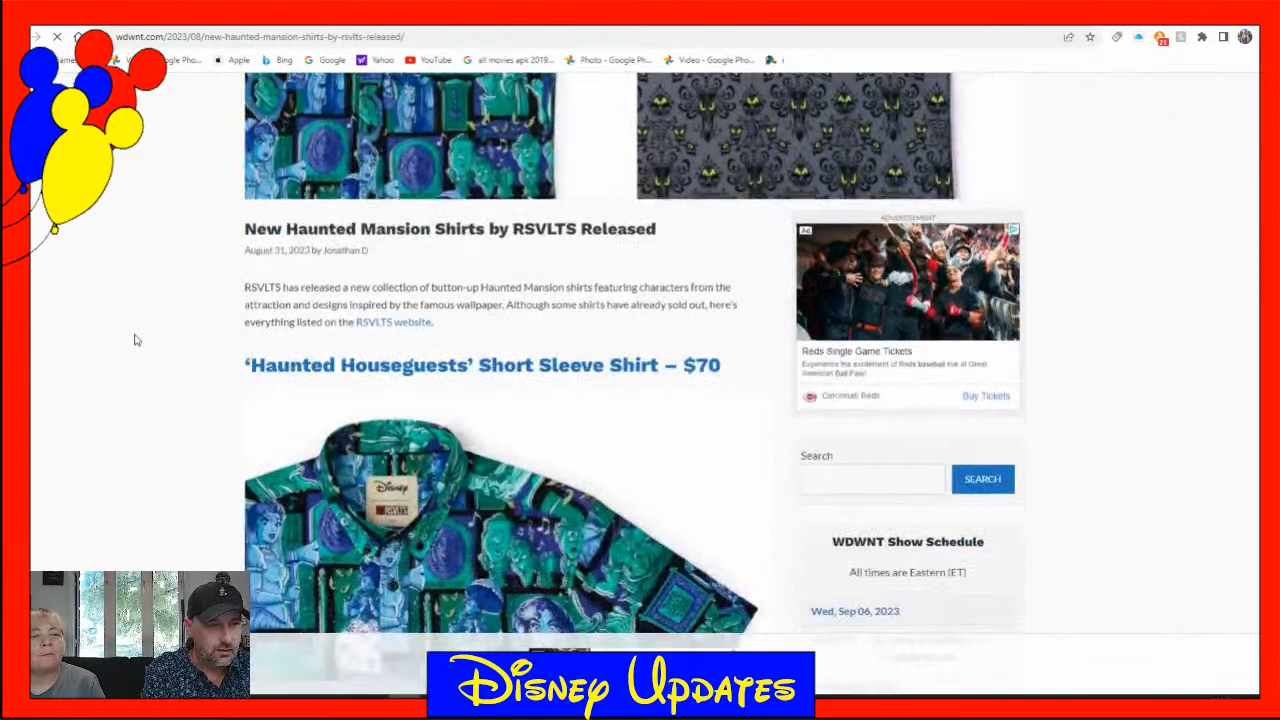 wdwnt.com/2023/08/new-haunted-mansion-shirts-by-rsvlts-released/
Apple Bing Google Yahoo YouTube all movies apk 2019... Photo - Google Ph... Video - Google Pho...
21
New Haunted Mansion Shirts by RSVLTS Released
August 31, 2023 by Jonathan D
RSVLTS has released a new collection of button-up Haunted Mansion shirts featuring characters from the
attraction and designs inspired by the famous wallpaper. Although some shirts have already sold out, here's
everything listed on the RSVLTS website.
'Haunted Houseguests' Short Sleeve Shirt – $70
Disney
RSVLTS
ADVERTISEMENT
Ad
Reds Single Game Tickets
Experience the excitement of Reds baseball live at Great
American Ball Park!
Cincinnati Reds
Buy Tickets
Search
SEARCH
WDWNT Show Schedule
All times are Eastern (ET)
Wed, Sep 06, 2023
Disney Updates